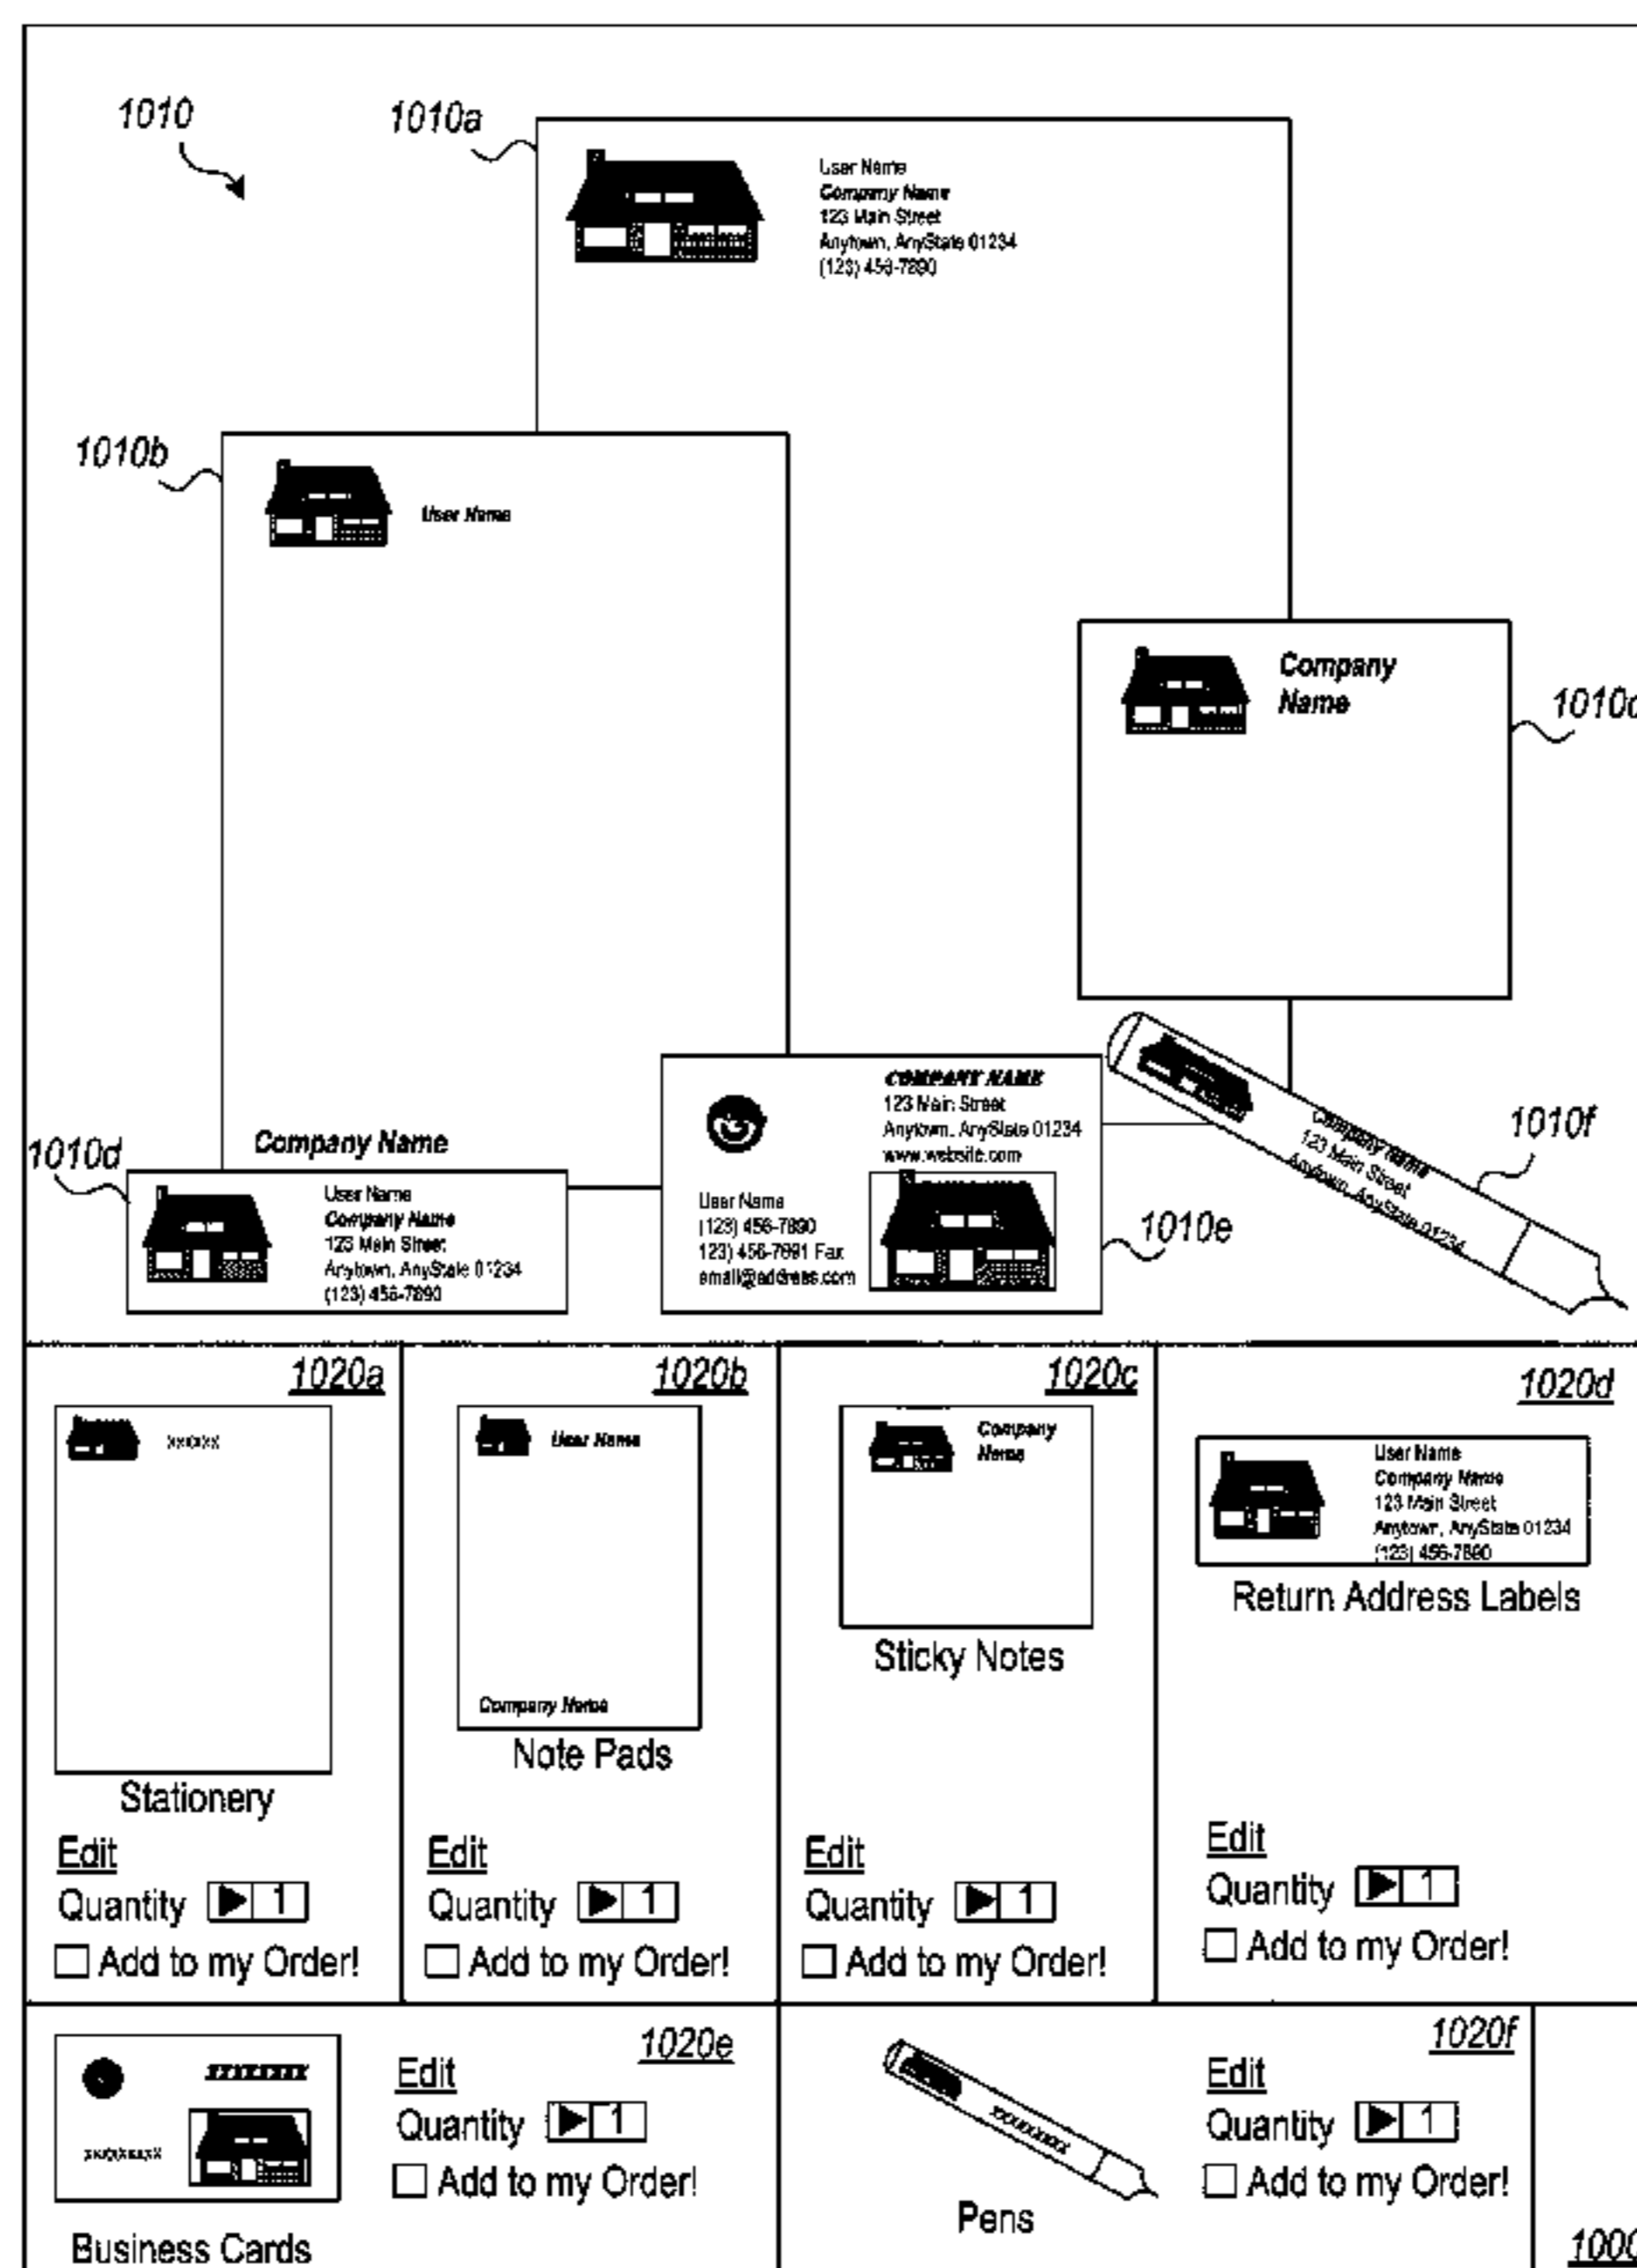 1010
1010a
User Name
Company Name
123 Main Street
Anytown, AnyState 01234
(123) 456-7890
1010b
User Name
Company
Name
1010c
Company Name
1010d
User Name
Company Name
123 Main Street
Anytown, AnyState 01234
(123) 456-7890
COMPANY NAME
123 Main Street
Anytown, AnyState 01234
www.website.com
User Name
(123) 456-7890
123) 456-7891 Fax
email@address.com
1010e
Company Name
123 Main Street
Anytown, AnyState 01234
1010f
1020a
Stationery
Edit
Quantity 1
Add to my Order!
1020b
User Name
Company Name
Note Pads
Edit
Quantity 1
Add to my Order!
1020c
Company
Name
Sticky Notes
Edit
Quantity 1
Add to my Order!
1020d
User Name
Company Name
123 Main Street
Anytown, AnyState 01234
(123) 456-7890
Return Address Labels
Edit
Quantity 1
Add to my Order!
1020e
Edit
Quantity 1
Add to my Order!
Business Cards
1020f
Edit
Quantity 1
Add to my Order!
Pens
1000